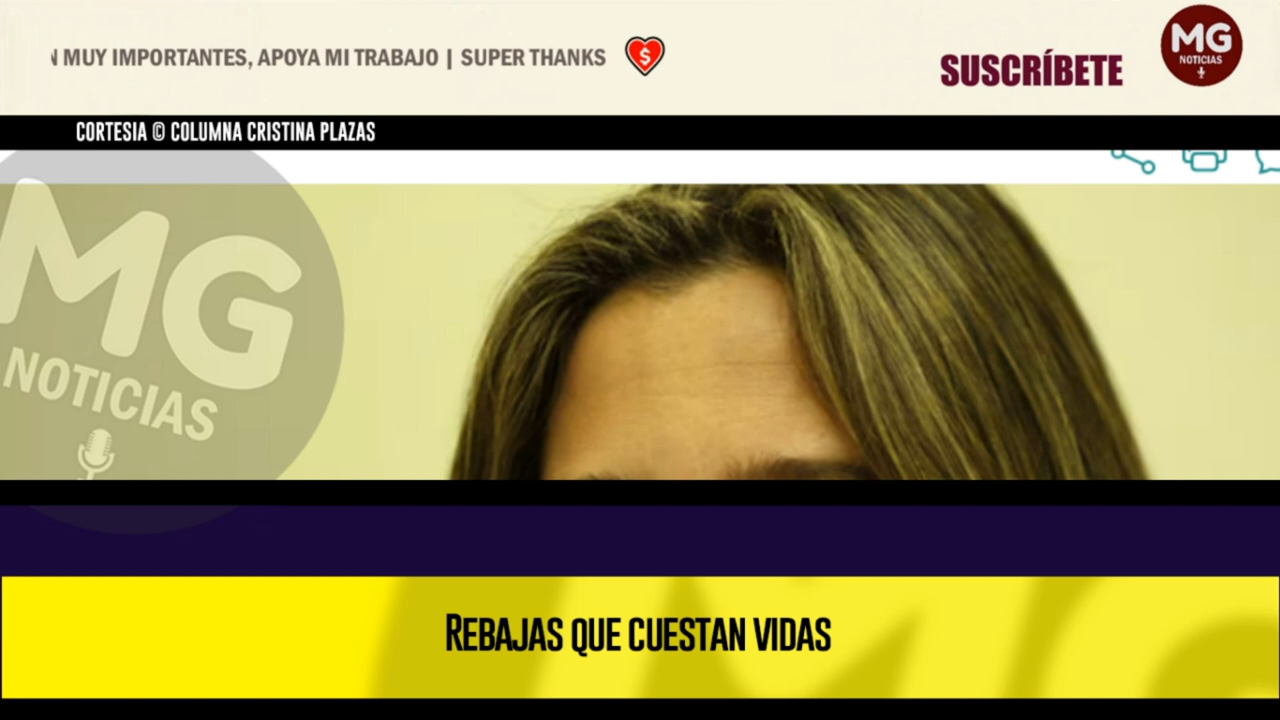 N MUY IMPORTANTES, APOYA MI TRABAJO | SUPER THANKS
$
SUSCRÍBETE
MG
NOTICIAS
CORTESIA © COLUMNA CRISTINA PLAZAS
MG
NOTICIAS
REBAJAS QUE CUESTAN VIDAS